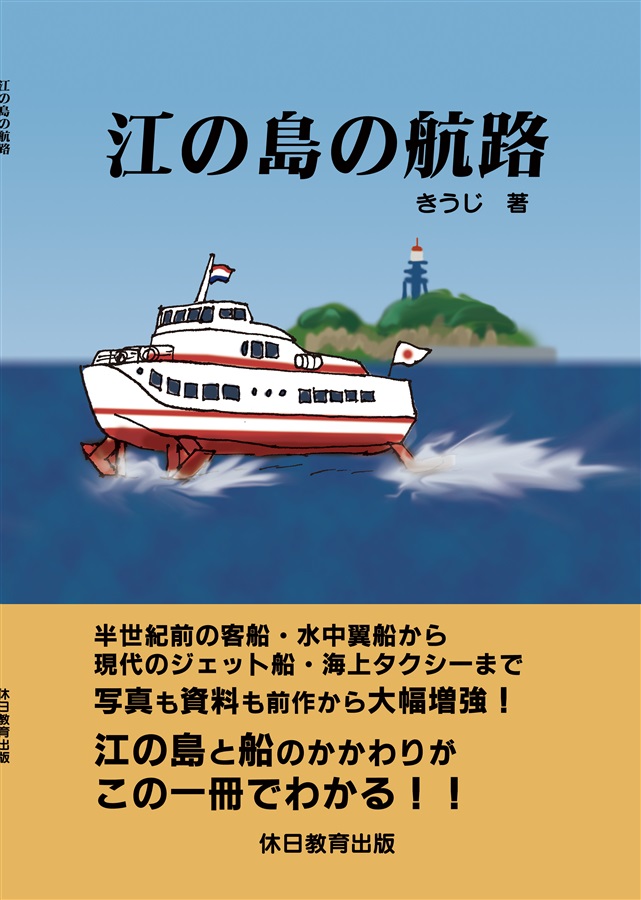 江の島の航路
江の島の航路
きうじ 著
半世紀前の客船・水中翼船から
現代のジェット船・海上タクシーまで
写真も資料も前作から大幅増強！
江の島と船のかかわりが
この一冊でわかる！！
休日教育出版
休日教育出版